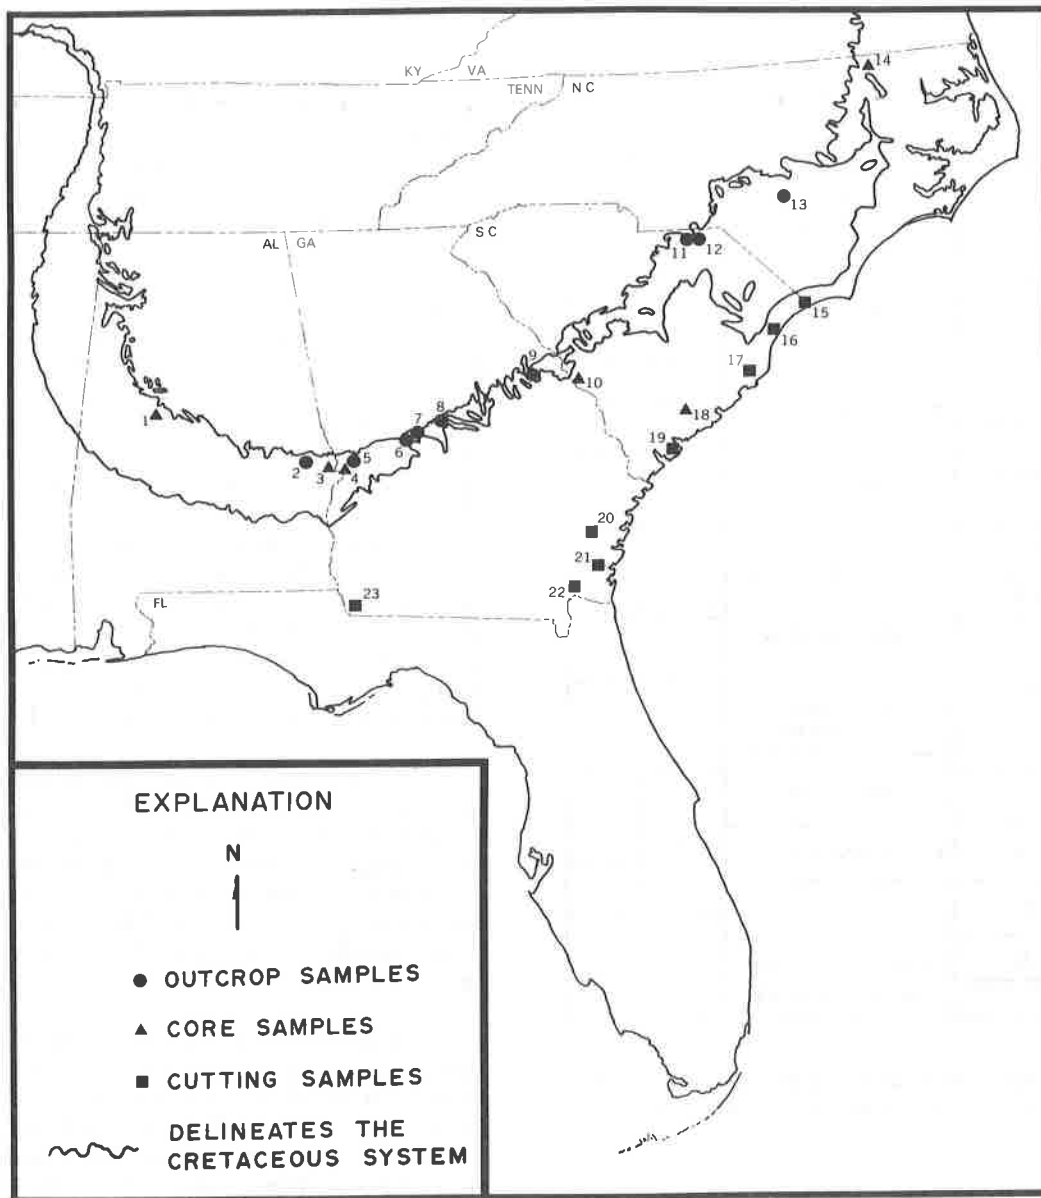 14
KY VA
TENN NC
13
SC
AL GA
11 12
15
16
9
17
10
1
8
18
7
6
19
5
2
3 4
20
21
22
23
FL
EXPLANATION
N
OUTCROP SAMPLES
CORE SAMPLES
CUTTING SAMPLES
DELINEATES THE
CRETACEOUS SYSTEM